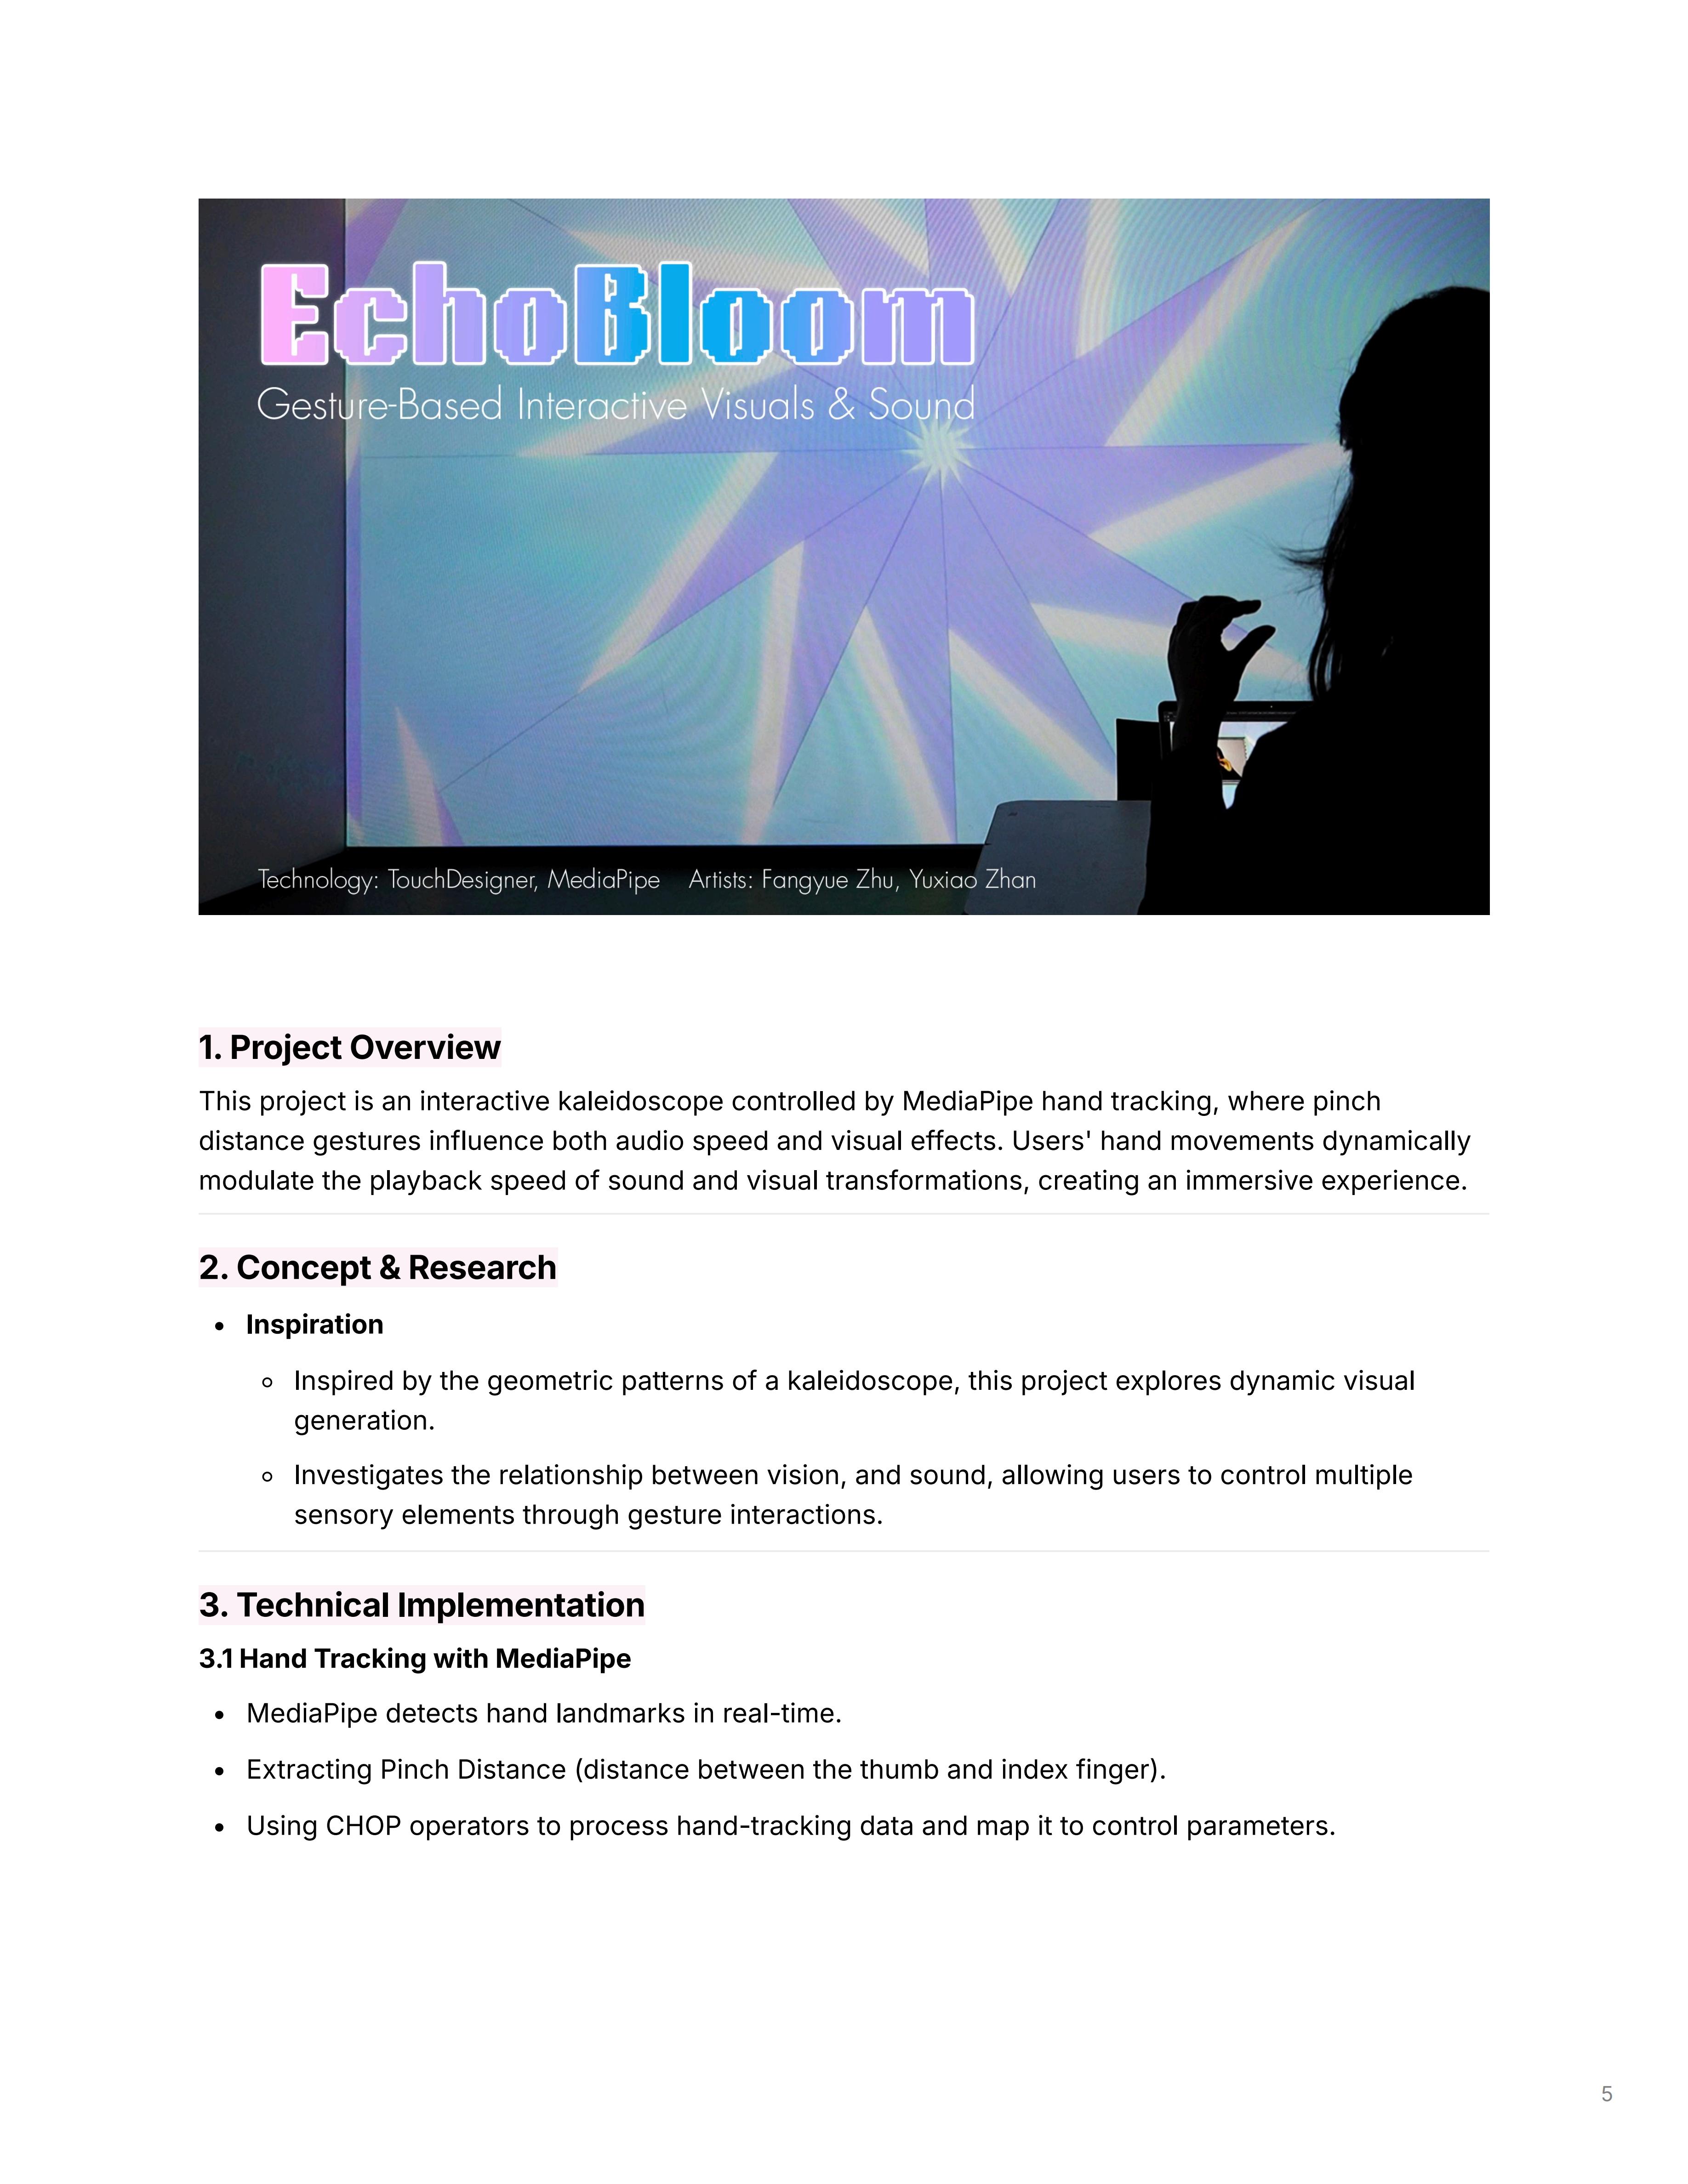 EchoBloom
Gesture-Based Interactive Visuals & Sound
Technology: TouchDesigner, MediaPipe    Artists: Fangyue Zhu, Yuxiao Zhan
1. Project Overview
This project is an interactive kaleidoscope controlled by MediaPipe hand tracking, where pinch
distance gestures influence both audio speed and visual effects. Users' hand movements dynamically
modulate the playback speed of sound and visual transformations, creating an immersive experience.
2. Concept & Research
• Inspiration
◦ Inspired by the geometric patterns of a kaleidoscope, this project explores dynamic visual
generation.
◦ Investigates the relationship between vision, and sound, allowing users to control multiple
sensory elements through gesture interactions.
3. Technical Implementation
3.1 Hand Tracking with MediaPipe
• MediaPipe detects hand landmarks in real-time.
• Extracting Pinch Distance (distance between the thumb and index finger).
• Using CHOP operators to process hand-tracking data and map it to control parameters.
5